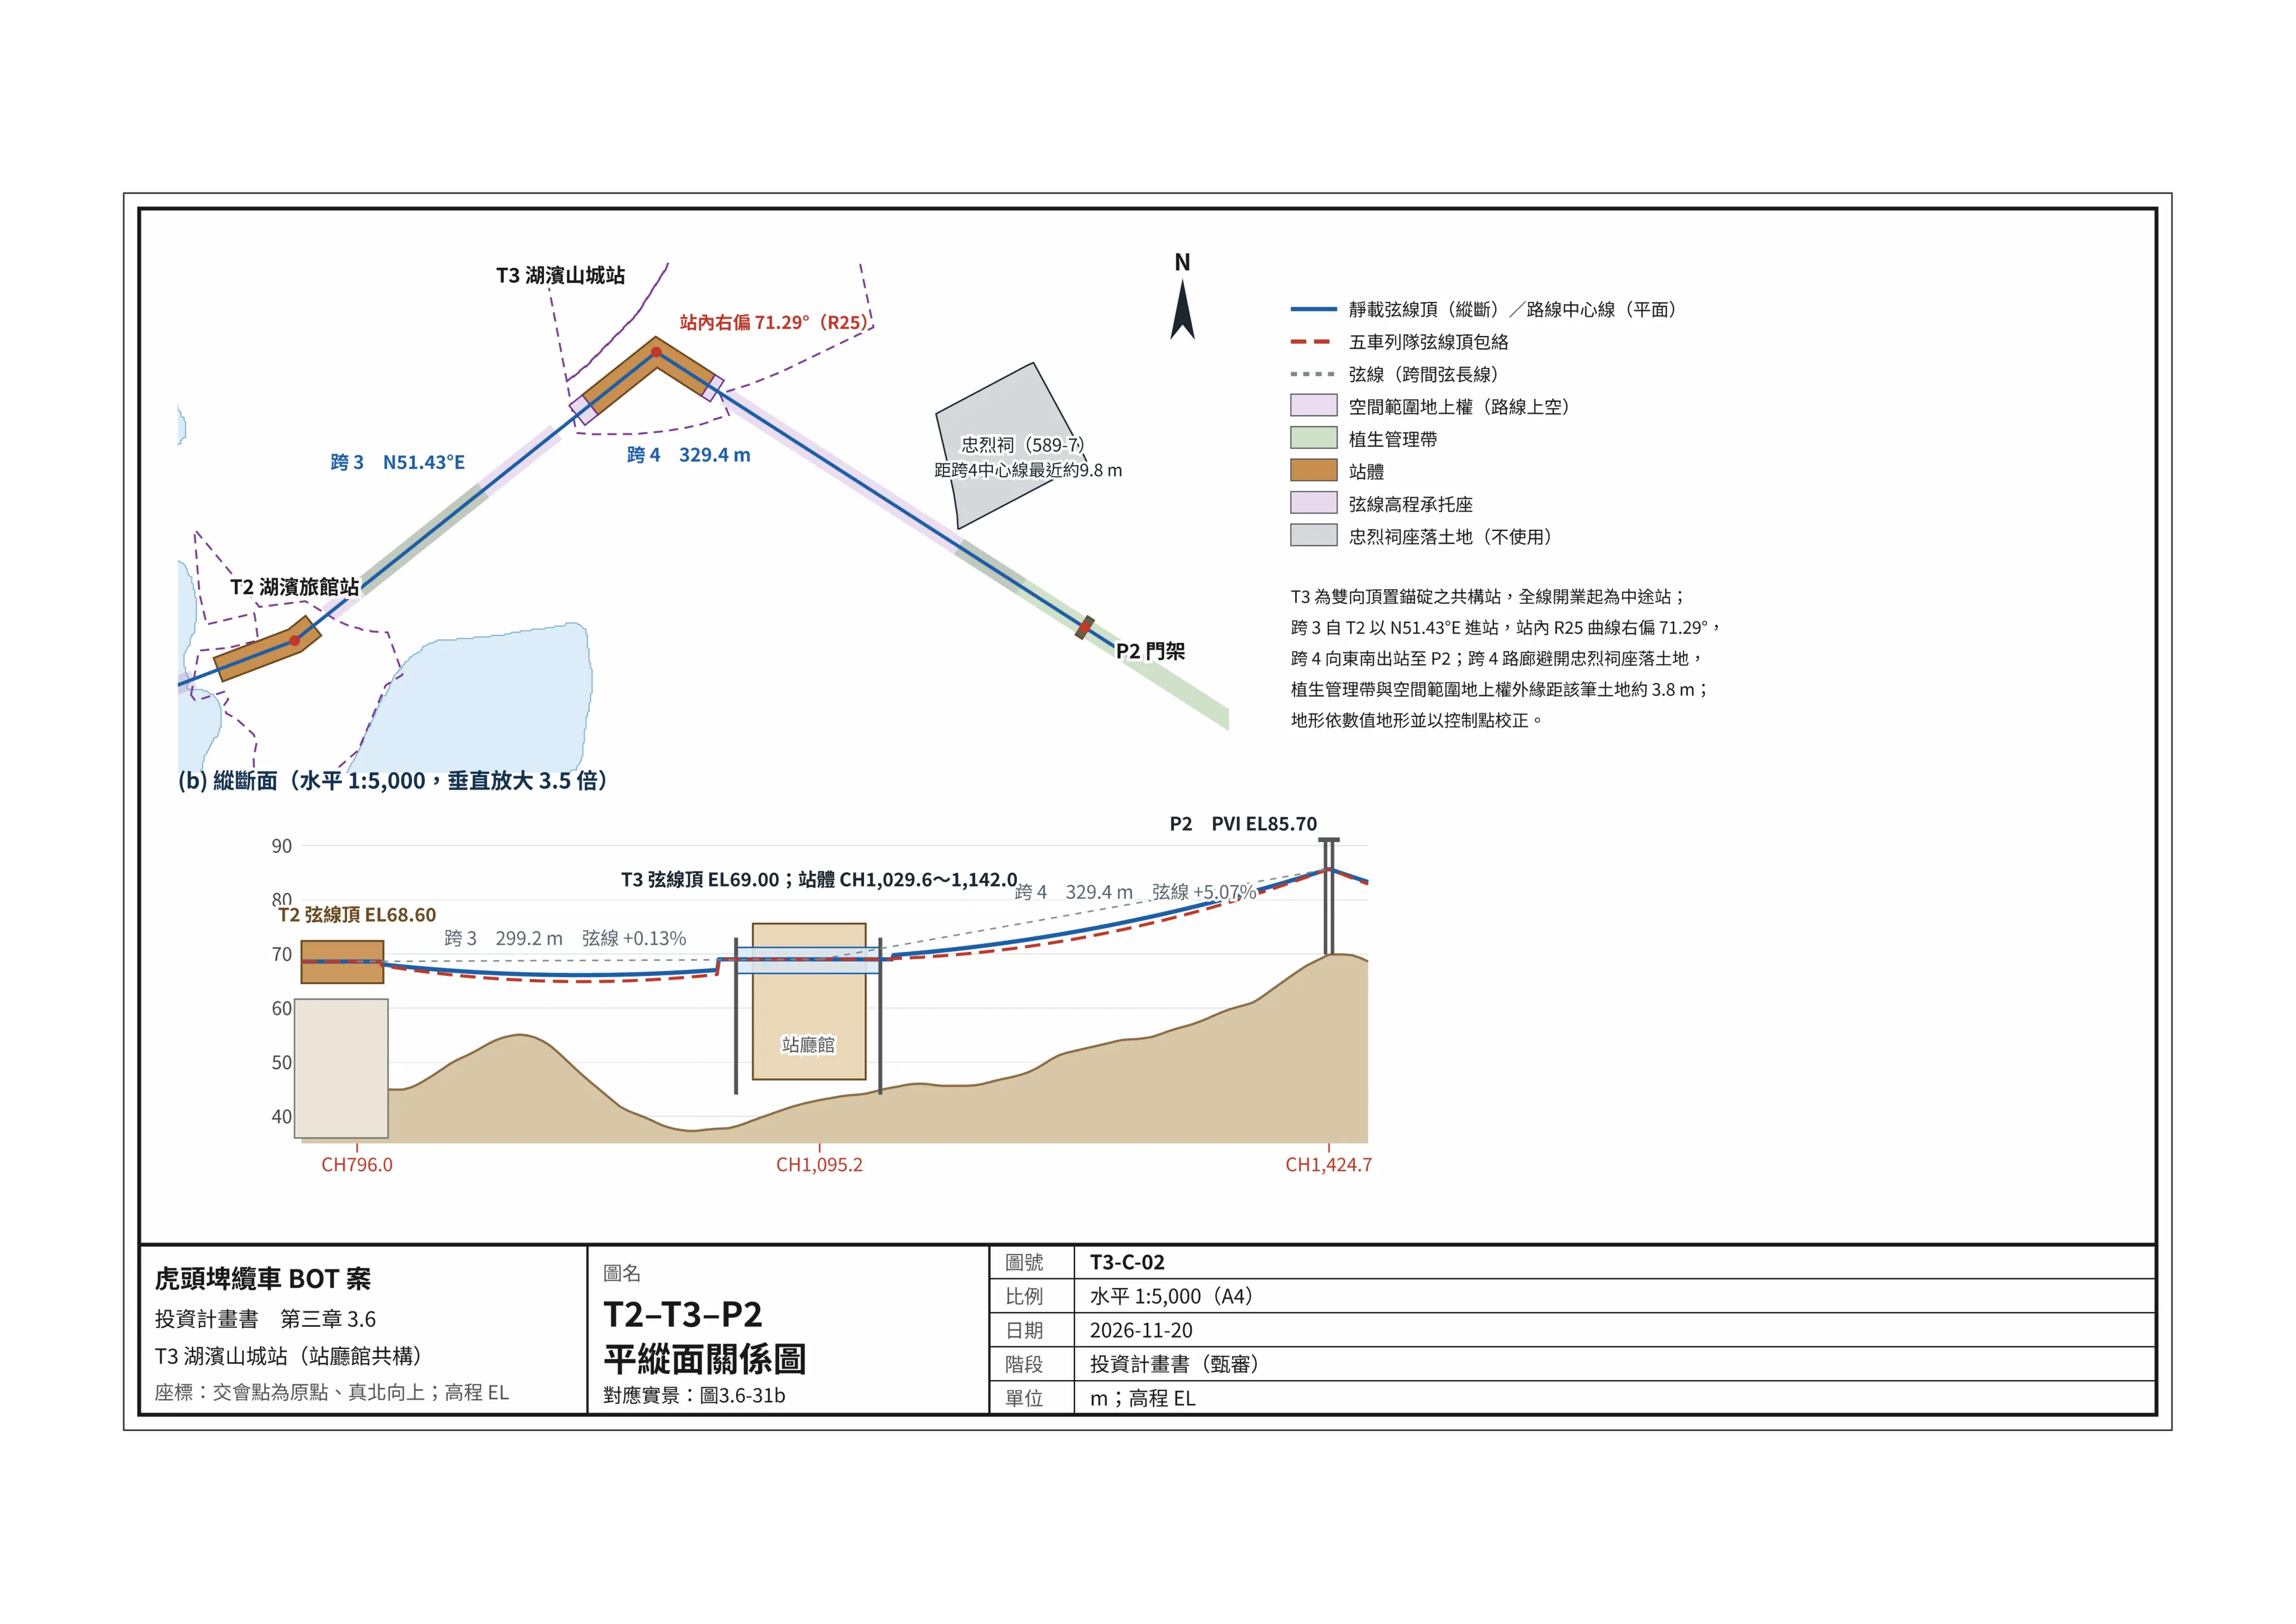 T3 湖濱山城站
N
站內右偏 71.29°（R25）
跨 3　N51.43°E
跨 4　329.4 m
忠烈祠（589-7）
距跨4中心線最近約9.8 m
T2 湖濱旅館站
P2 門架
靜載弦線頂（縱斷）／路線中心線（平面）
五車列隊弦線頂包絡
弦線（跨間弦長線）
空間範圍地上權（路線上空）
植生管理帶
站體
弦線高程承托座
忠烈祠座落土地（不使用）
T3 為雙向頂置錨碇之共構站，全線開業起為中途站；
跨 3 自 T2 以 N51.43°E 進站，站內 R25 曲線右偏 71.29°，
跨 4 向東南出站至 P2；跨 4 路廊避開忠烈祠座落土地，
植生管理帶與空間範圍地上權外緣距該筆土地約 3.8 m；
地形依數值地形並以控制點校正。
(b) 縱斷面（水平 1:5,000，垂直放大 3.5 倍）
P2　PVI EL85.70
90
T3 弦線頂 EL69.00；站體 CH1,029.6～1,142.0
跨 4　329.4 m　弦線 +5.07%
80
T2 弦線頂 EL68.60
跨 3　299.2 m　弦線 +0.13%
70
60
站廳館
50
40
CH796.0
CH1,095.2
CH1,424.7
虎頭埤纜車 BOT 案
投資計畫書　第三章 3.6
T3 湖濱山城站（站廳館共構）
座標：交會點為原點、真北向上；高程 EL
圖名
T2–T3–P2
平縱面關係圖
對應實景：圖3.6-31b
圖號 T3-C-02
比例 水平 1:5,000（A4）
日期 2026-11-20
階段 投資計畫書（甄審）
單位 m；高程 EL